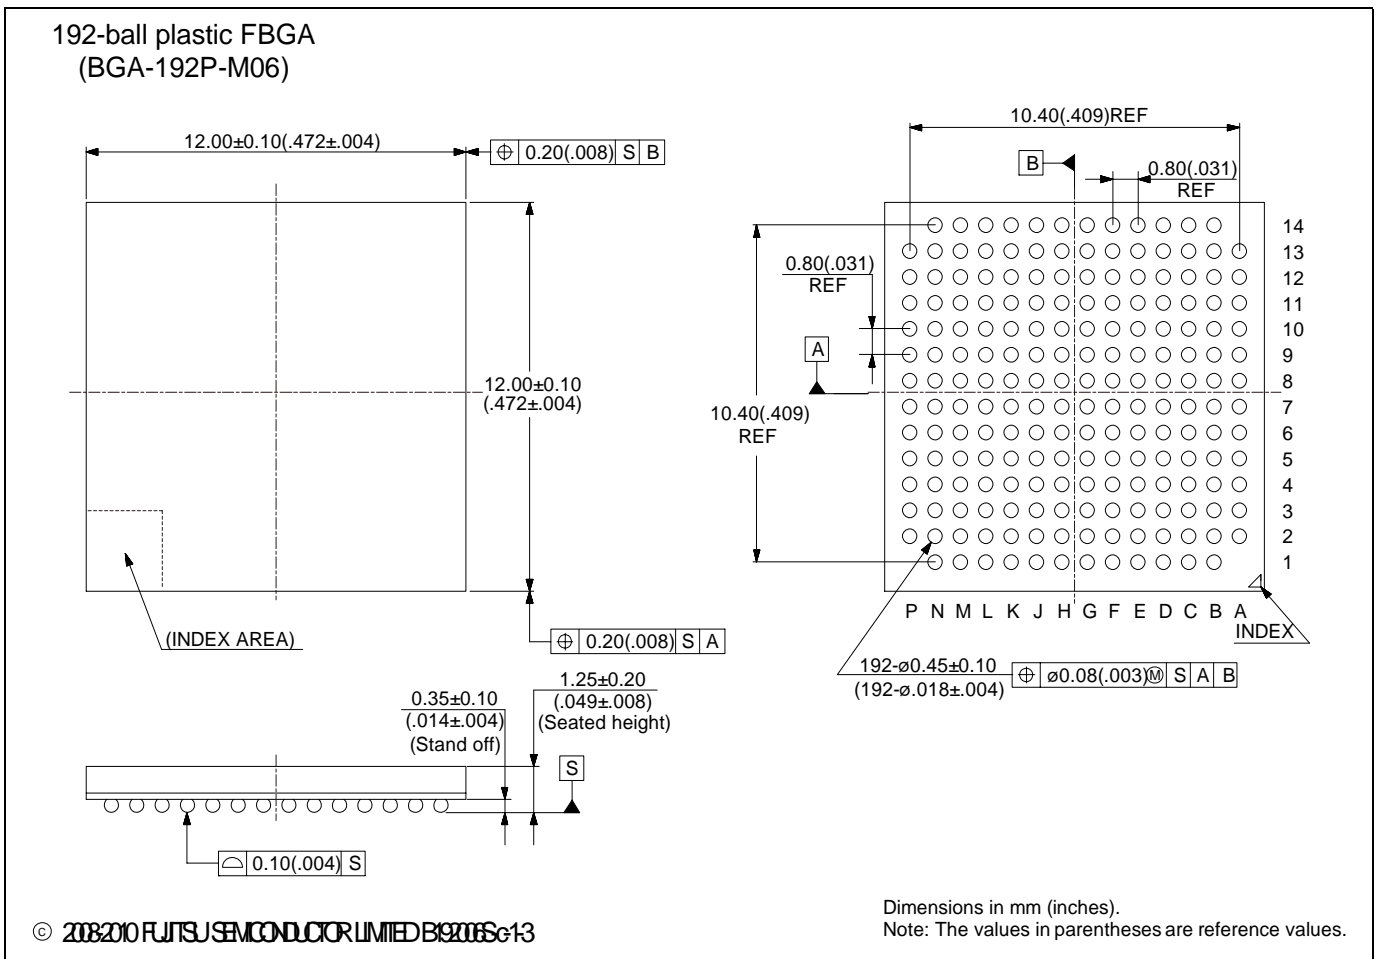 192-ball plastic FBGA
(BGA-192P-M06)
12.00±0.10(.472±.004)
0.20(.008) S B
12.00±0.10
(.472±.004)
(INDEX AREA)
0.20(.008) S A
0.35±0.10
(.014±.004)
(Stand off)
1.25±0.20
(.049±.008)
(Seated height)
S
0.10(.004) S
10.40(.409)REF
B
0.80(.031)
REF
0.80(.031)
REF
A
10.40(.409)
REF
14
13
12
11
10
9
8
7
6
5
4
3
2
1
P N M L K J H G F E D C B A
INDEX
192-ø0.45±0.10
(192-ø.018±.004)
ø0.08(.003)Ⓜ S A B
Dimensions in mm (inches).
Note: The values in parentheses are reference values.
© FUJITSU SEMICONDUCTOR LIMITED